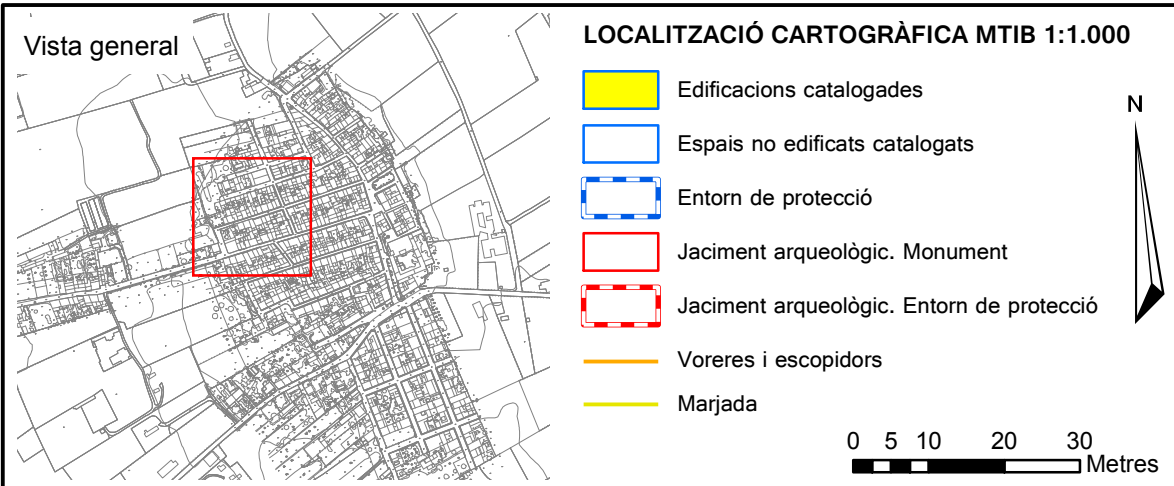 Vista general
LOCALITZACIÓ CARTOGRÀFICA MTIB 1:1.000
Edificacions catalogades
Espais no edificats catalogats
Entorn de protecció
Jaciment arqueològic. Monument
Jaciment arqueològic. Entorn de protecció
Voreres i escopidors
Marjada
N
0 5 10 20 30
Metres